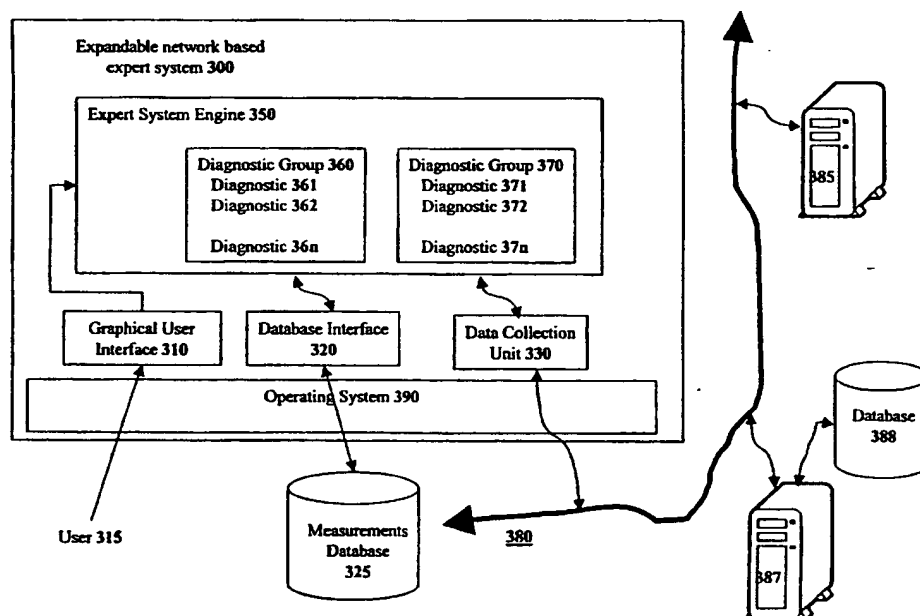 Expandable network based
expert system 300
Expert System Engine 350
Diagnostic Group 360
Diagnostic 361
Diagnostic 362
Diagnostic 36n
Diagnostic Group 370
Diagnostic 371
Diagnostic 372
Diagnostic 37n
385
Graphical User
Interface 310
Database Interface
320
Data Collection
Unit 330
Operating System 390
Database
388
User 315
Measurements
Database
325
380
387